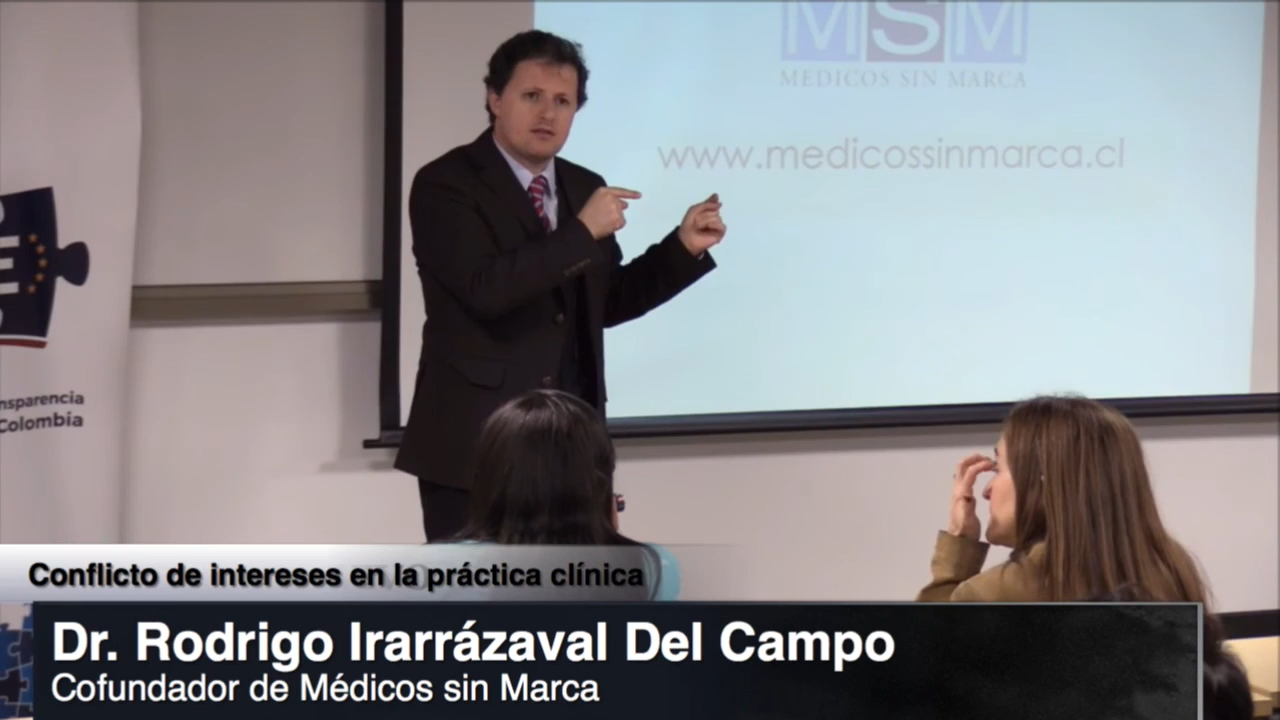 MSM
MEDICOS SIN MARCA
www.medicossinmarca.cl
nsparencia
Colombia
Conflicto de intereses en la práctica clínica
Dr. Rodrigo Irarrázaval Del Campo
Cofundador de Médicos sin Marca